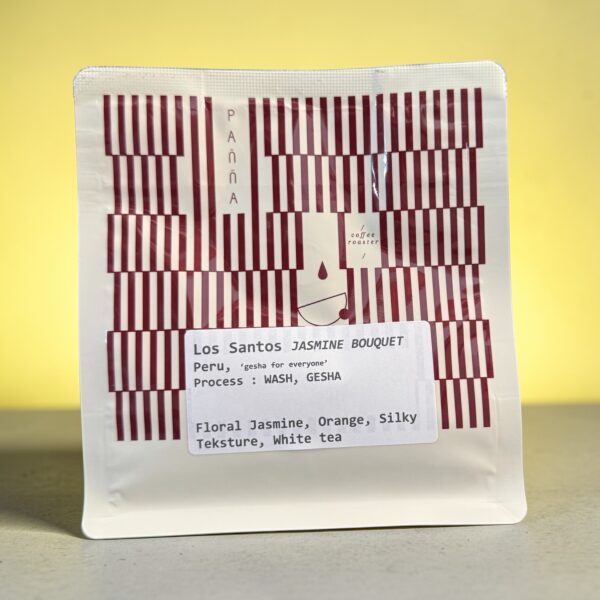 PAÑÑA
/
coffee
roaster
/
Los Santos JASMINE BOUQUET
Peru, ‘gesha for everyone’
Process : WASH, GESHA
Floral Jasmine, Orange, Silky
Teksture, White tea